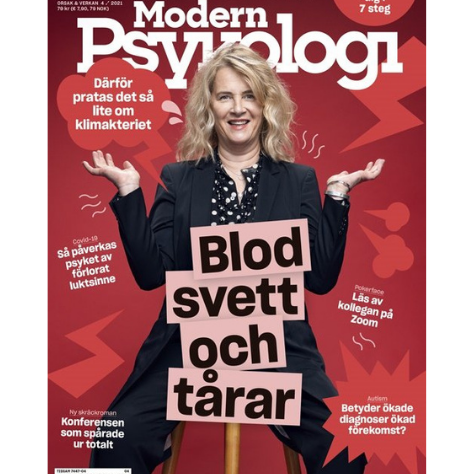 ORSAK & VERKAN 4 / 2021
79 kr (€ 7,90, 79 NOK)
7 steg
Modern
Psykologi
Därför
pratas det så
lite om
klimakteriet
Covid-19
Så påverkas
psyket av
förlorat
luktsinne
Blod
svett
och
tårar
Pokerface
Läs av
kollegan på
Zoom
Ny skräckroman
Konferensen
som spårade
ur totalt
Autism
Betyder ökade
diagnoser ökad
förekomst?